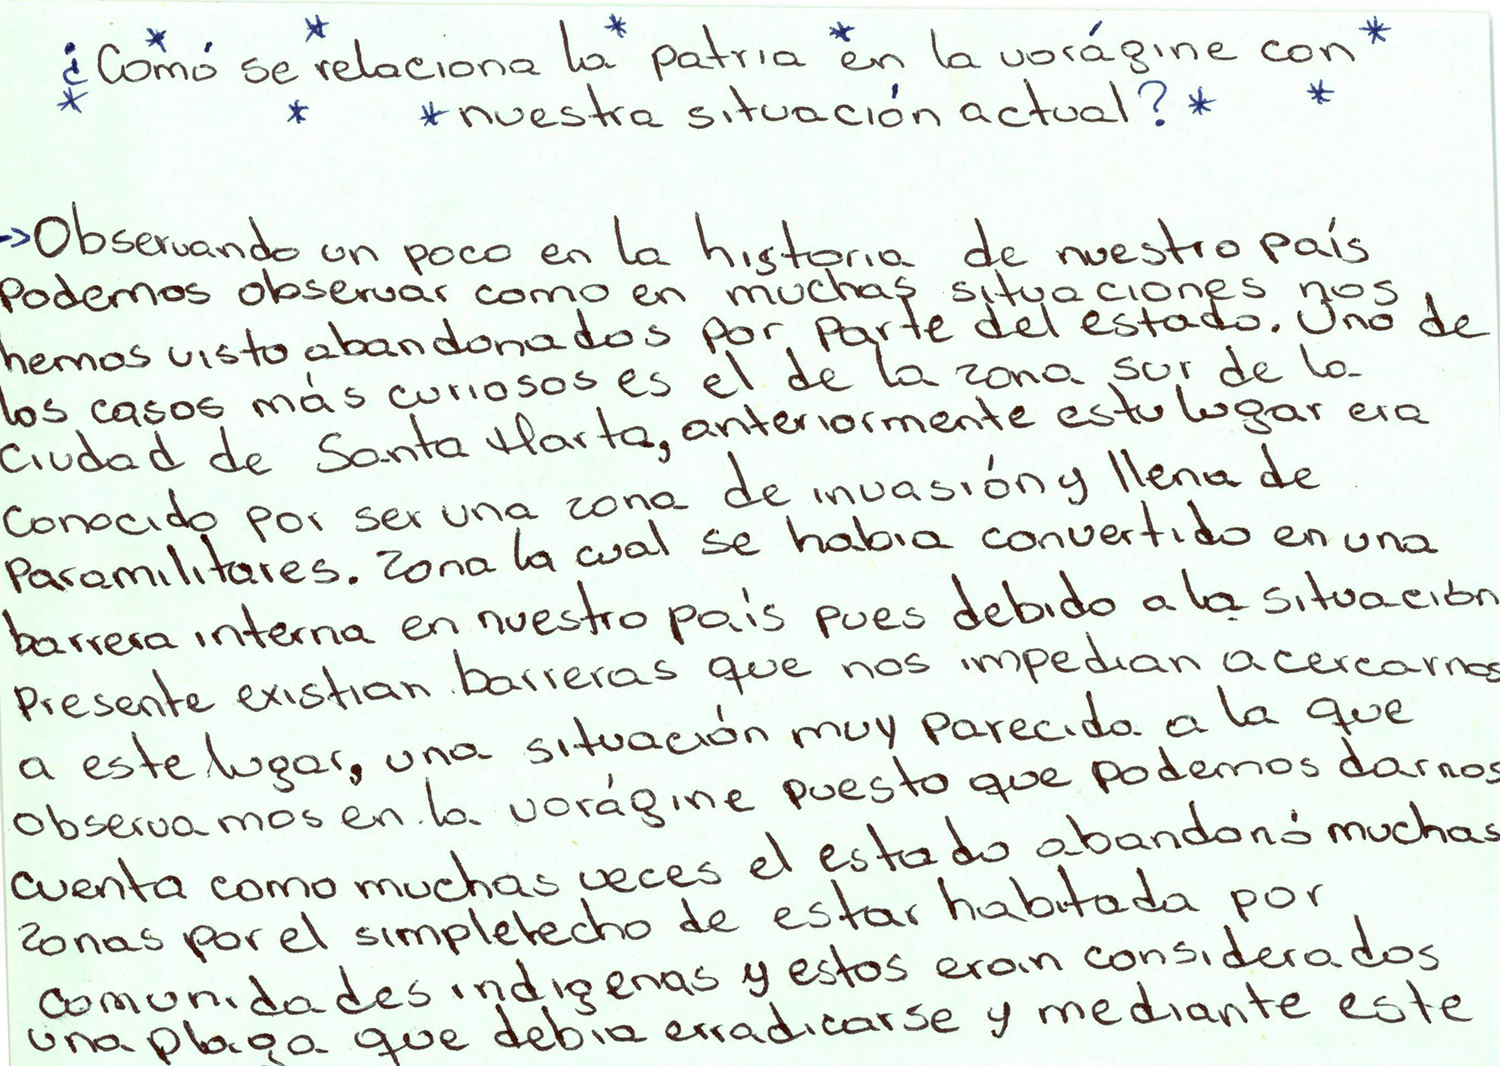 ¿Comó se relaciona la patria en la vorágine con
nuestra situación actual?
->Observando un poco en la historia de nuestro país
Podemos observar como en muchas situaciones nos
hemos visto abandonados por parte del estado. Uno de
los casos más curiosos es el de la zona sur de la
Ciudad de Santa Marta, anteriormente este lugar era
Conocido por ser una zona de invasión y llena de
Paramilitares. Zona la cual se habia convertido en una
barrera interna en nuestro país pues debido a la situación
Presente existian barreras que nos impedian acercarnos
a este lugar, una situación muy parecida a la que
observamos en la vorágine puesto que podemos darnos
cuenta como muchas veces el estado abandonó muchas
zonas por el simple hecho de estar habitada por
comunidades indigenas y estos eran considerados
una plaga que debia erradicarse y mediante este